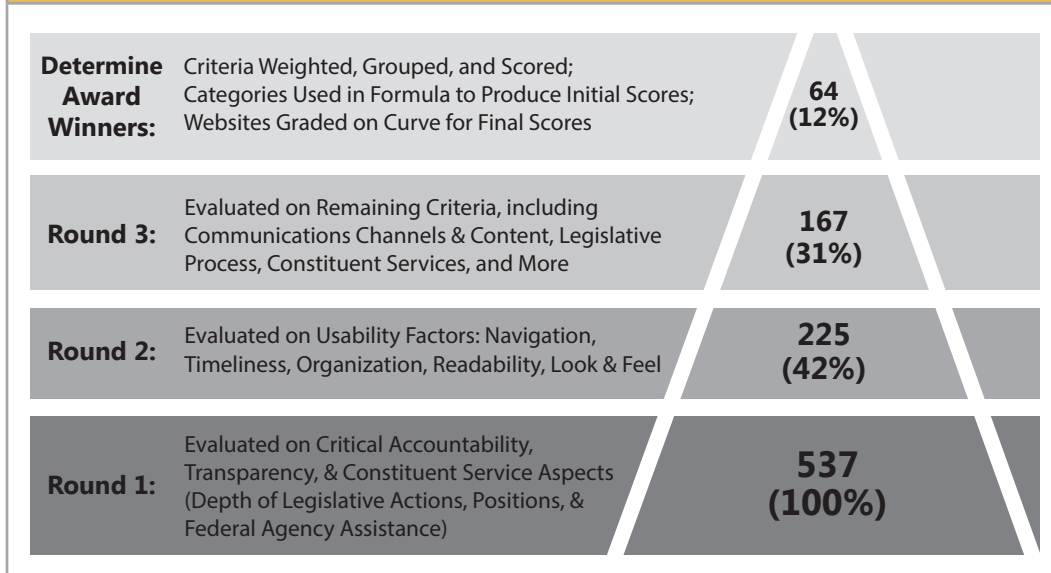 Determine
Award
Winners:
Criteria Weighted, Grouped, and Scored;
Categories Used in Formula to Produce Initial Scores;
Websites Graded on Curve for Final Scores
64
(12%)
Round 3:
Evaluated on Remaining Criteria, including
Communications Channels & Content, Legislative
Process, Constituent Services, and More
167
(31%)
Round 2:
Evaluated on Usability Factors: Navigation,
Timeliness, Organization, Readability, Look & Feel
225
(42%)
Round 1:
Evaluated on Critical Accountability,
Transparency, & Constituent Service Aspects
(Depth of Legislative Actions, Positions, &
Federal Agency Assistance)
537
(100%)